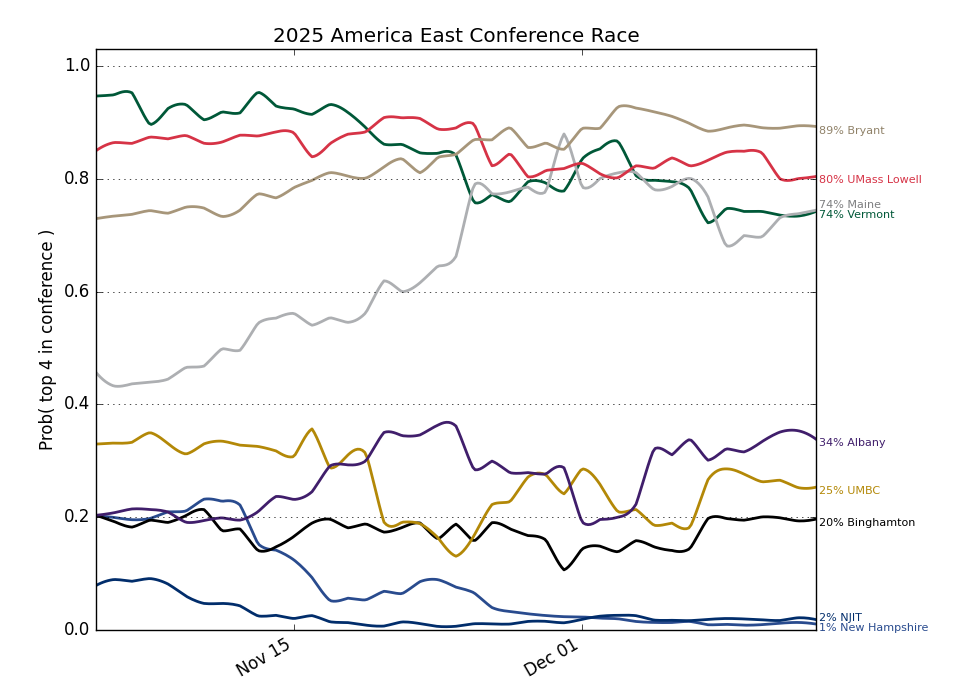 2025 America East Conference Race
Prob( top 4 in conference )
1.0
0.8
0.6
0.4
0.2
0.0
Nov 15
Dec 01
89% Bryant
80% UMass Lowell
74% Maine
74% Vermont
34% Albany
25% UMBC
20% Binghamton
2% NJIT
1% New Hampshire